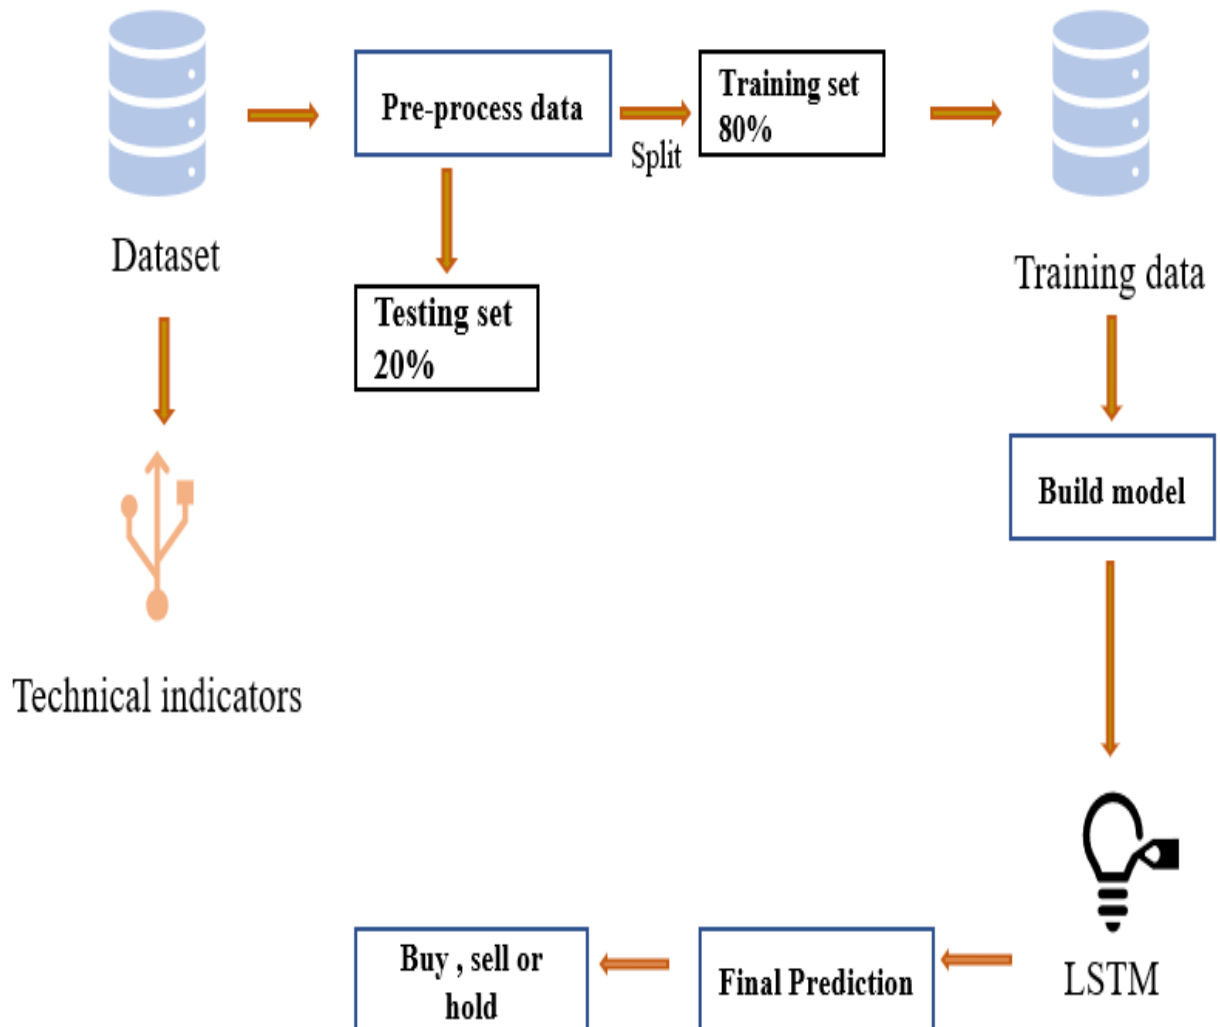 Pre-process data
Training set
80%
Split
Dataset
Training data
Testing set
20%
Build model
Technical indicators
Buy , sell or
hold
Final Prediction
LSTM